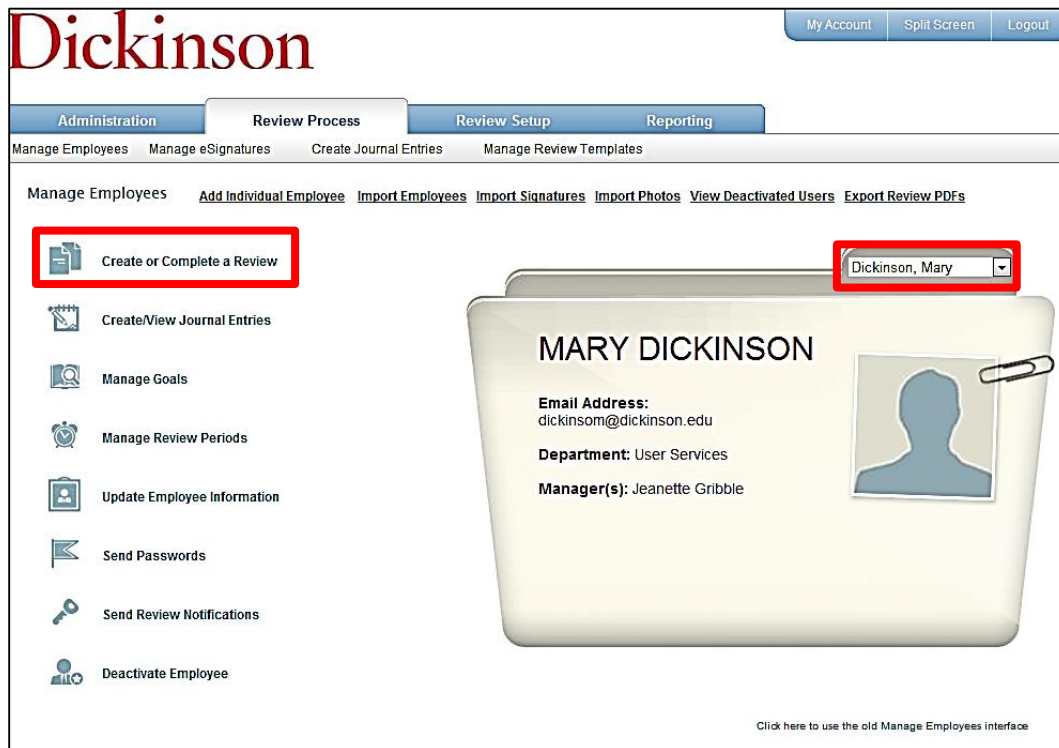 Dickinson
My Account Split Screen Logout
Administration Review Process Review Setup Reporting
Manage Employees Manage eSignatures Create Journal Entries Manage Review Templates
Manage Employees Add Individual Employee Import Employees Import Signatures Import Photos View Deactivated Users Export Review PDFs
Create or Complete a Review
Create/View Journal Entries
Manage Goals
Manage Review Periods
Update Employee Information
Send Passwords
Send Review Notifications
Deactivate Employee
Dickinson, Mary
MARY DICKINSON
Email Address:
dickinsom@dickinson.edu
Department: User Services
Manager(s): Jeanette Gribble
Click here to use the old Manage Employees interface